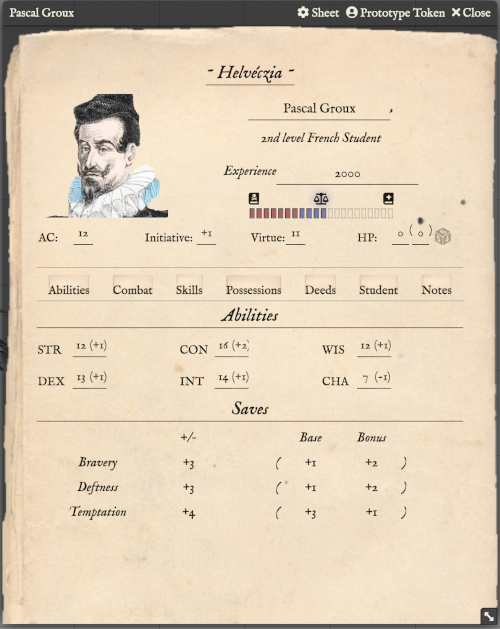 Pascal Groux Sheet Prototype Token Close
~ Helvéczia ~
Pascal Groux ,
2nd level French Student
Experience 2000
AC: 12 Initiative: +1 Virtue: 11 HP: 0 ( 0 )
Abilities Combat Skills Possessions Deeds Student Notes
Abilities
STR 12 (+1) CON 16 (+2) WIS 12 (+1)
DEX 13 (+1) INT 14 (+1) CHA 7 (-1)
Saves
+/- Base Bonus
Bravery +3 ( +1 +2 )
Deftness +3 ( +1 +2 )
Temptation +4 ( +3 +1 )